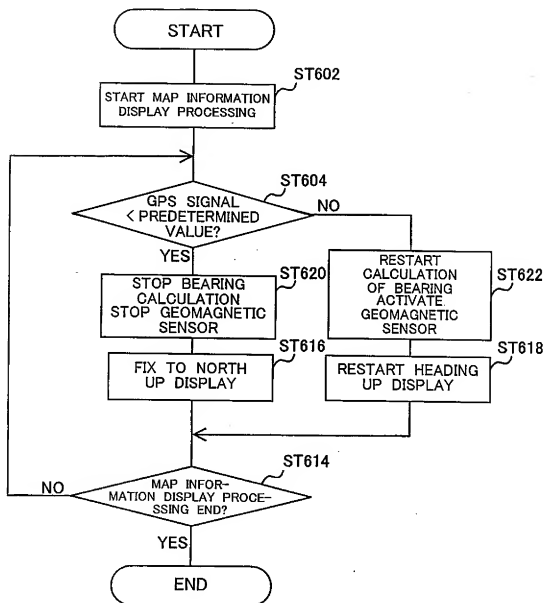 START
ST602
START MAP INFORMATION
DISPLAY PROCESSING
ST604
GPS SIGNAL
< PREDETERMINED
VALUE?
NO
YES
ST620
STOP BEARING
CALCULATION
STOP GEOMAGNETIC
SENSOR
RESTART
CALCULATION
OF BEARING
ACTIVATE
GEOMAGNETIC
SENSOR
ST622
ST616
FIX TO NORTH
UP DISPLAY
ST618
RESTART HEADING
UP DISPLAY
ST614
MAP INFOR-
MATION DISPLAY PROCE-
SSING END?
NO
YES
END